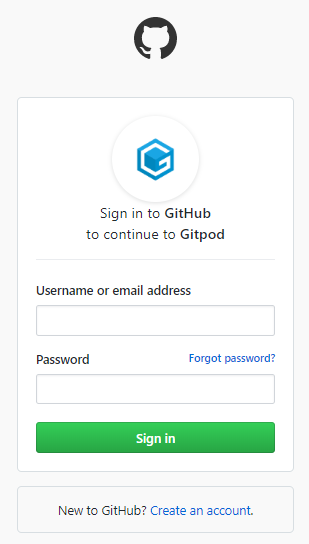 Sign in to GitHub
to continue to Gitpod
Username or email address
Password Forgot password?
Sign in
New to GitHub? Create an account.